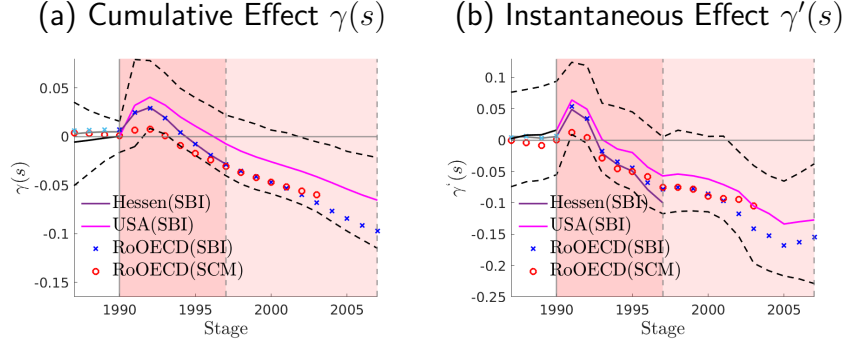 (a) Cumulative Effect γ(s)
0.05
0
-0.05
-0.1
-0.15
γ(s)
Hessen(SBI)
USA(SBI)
RoOECD(SBI)
RoOECD(SCM)
1990
1995
2000
2005
Stage
(b) Instantaneous Effect γ′(s)
0.1
0.05
0
-0.05
-0.1
-0.15
-0.2
-0.25
γ‵(s)
Hessen(SBI)
USA(SBI)
RoOECD(SBI)
RoOECD(SCM)
1990
1995
2000
2005
Stage